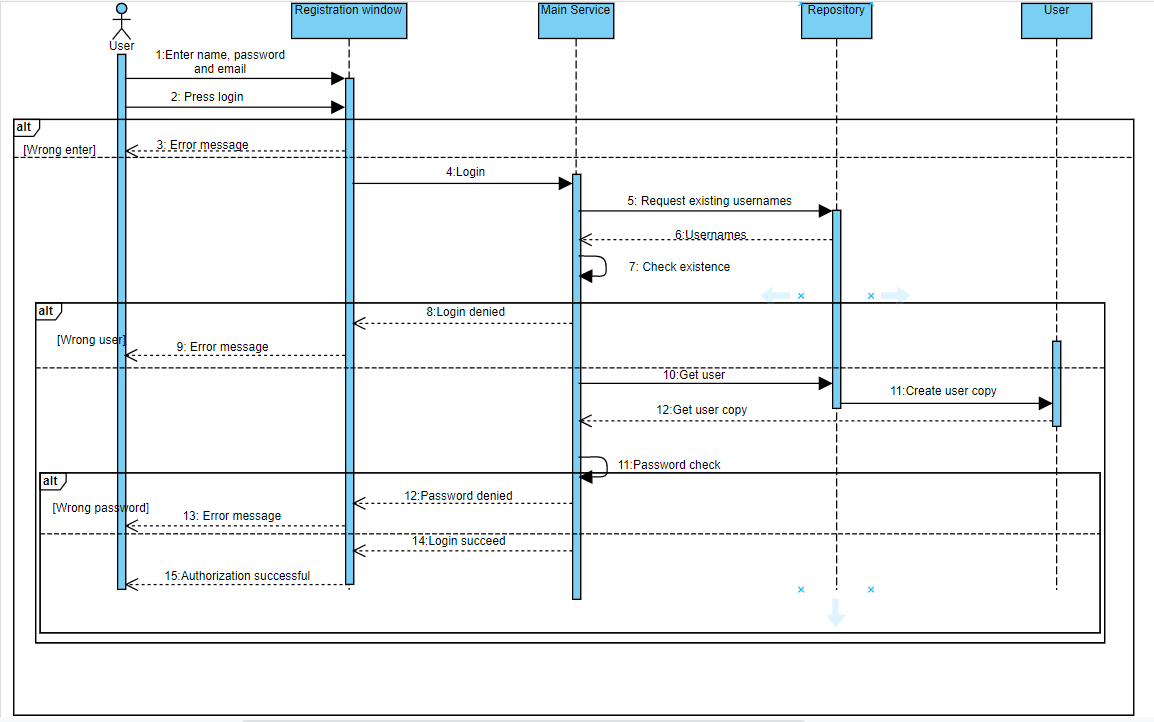 Registration window
Main Service
Repository
User
User
1:Enter name, password
and email
2: Press login
alt
[Wrong enter]
3: Error message
4:Login
5: Request existing usernames
6:Usernames
7: Check existence
alt
8:Login denied
[Wrong user]
9: Error message
10:Get user
11:Create user copy
12:Get user copy
11:Password check
alt
12:Password denied
[Wrong password]
13: Error message
14:Login succeed
15:Authorization successful